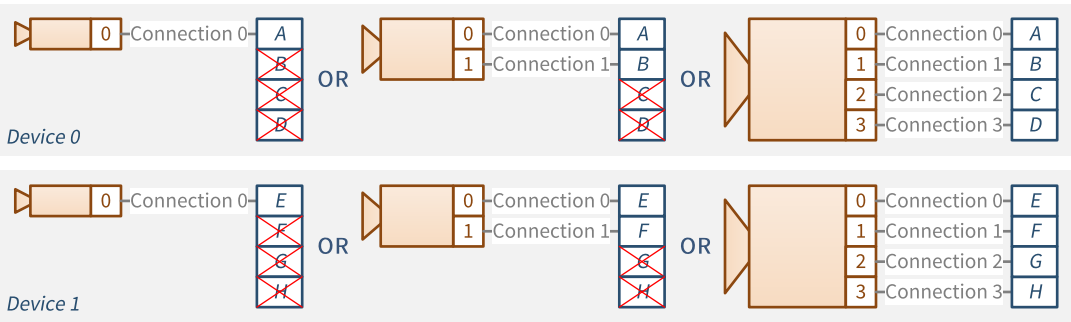 0 Connection 0 A 0 Connection 0 A 0 Connection 0 A
B OR 1 Connection 1 B OR 1 Connection 1 B
C C 2 Connection 2 C
Device 0 D D 3 Connection 3 D
0 Connection 0 E 0 Connection 0 E 0 Connection 0 E
F OR 1 Connection 1 F OR 1 Connection 1 F
G G 2 Connection 2 G
Device 1 H H 3 Connection 3 H